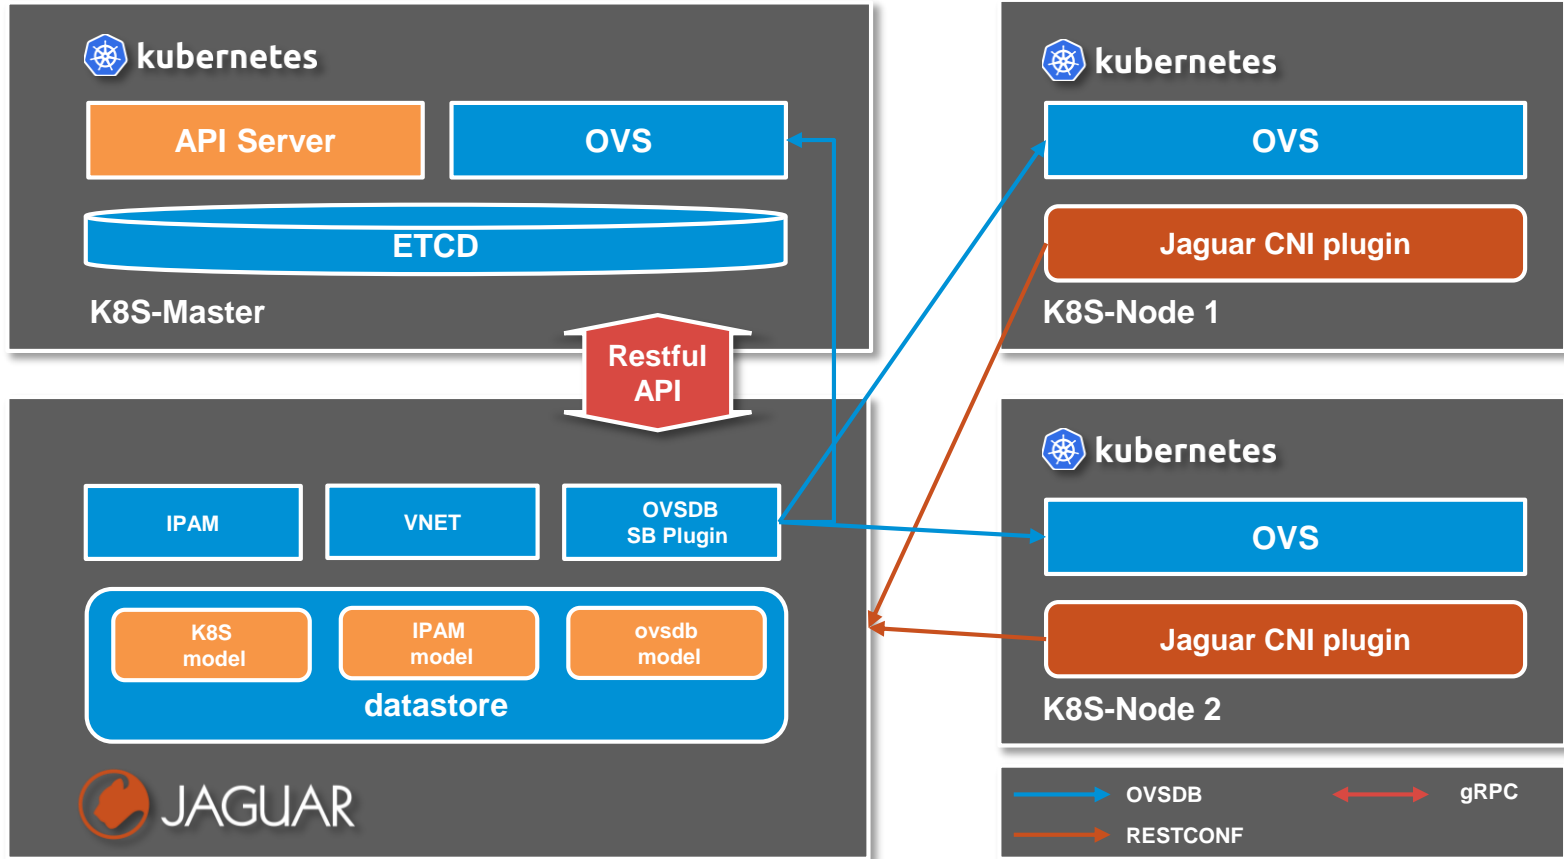 kubernetes
API Server
OVS
ETCD
K8S-Master
Restful
API
IPAM
VNET
OVSDB
SB Plugin
K8S
model
IPAM
model
ovsdb
model
datastore
JAGUAR
kubernetes
OVS
Jaguar CNI plugin
K8S-Node 1
kubernetes
OVS
Jaguar CNI plugin
K8S-Node 2
OVSDB
gRPC
RESTCONF